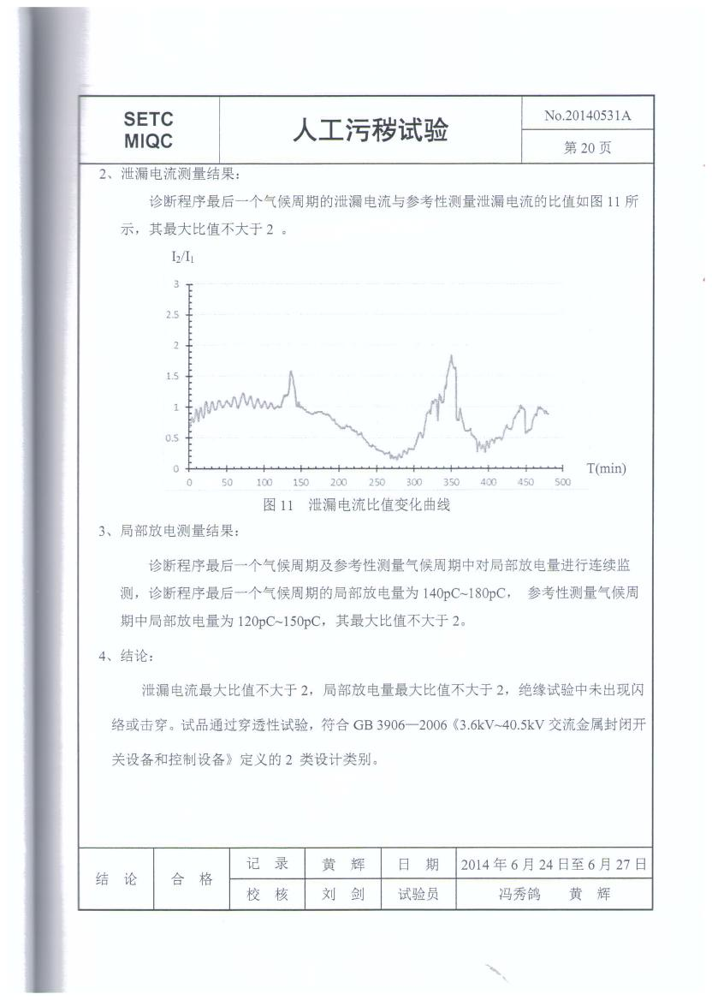 SETC
MIQC
人工污秽试验
No.20140531A
第 20 页
2、泄漏电流测量结果：
诊断程序最后一个气候周期的泄漏电流与参考性测量泄漏电流的比值如图 11 所
示，其最大比值不大于 2 。
I₂/I₁
3
2.5
2
1.5
1
0.5
0
0 50 100 150 200 250 300 350 400 450 500
T(min)
图 11 泄漏电流比值变化曲线
3、局部放电测量结果：
诊断程序最后一个气候周期及参考性测量气候周期中对局部放电量进行连续监
测，诊断程序最后一个气候周期的局部放电量为 140pC~180pC， 参考性测量气候周
期中局部放电量为 120pC~150pC，其最大比值不大于 2。
4、结论：
泄漏电流最大比值不大于 2，局部放电量最大比值不大于 2，绝缘试验中未出现闪
络或击穿。试品通过穿透性试验，符合 GB 3906—2006《3.6kV~40.5kV 交流金属封闭开
关设备和控制设备》定义的 2 类设计类别。
结 论 合 格
记 录 黄 辉 日 期 2014 年 6 月 24 日至 6 月 27 日
校 核 刘 剑 试验员 冯秀鸽 黄 辉